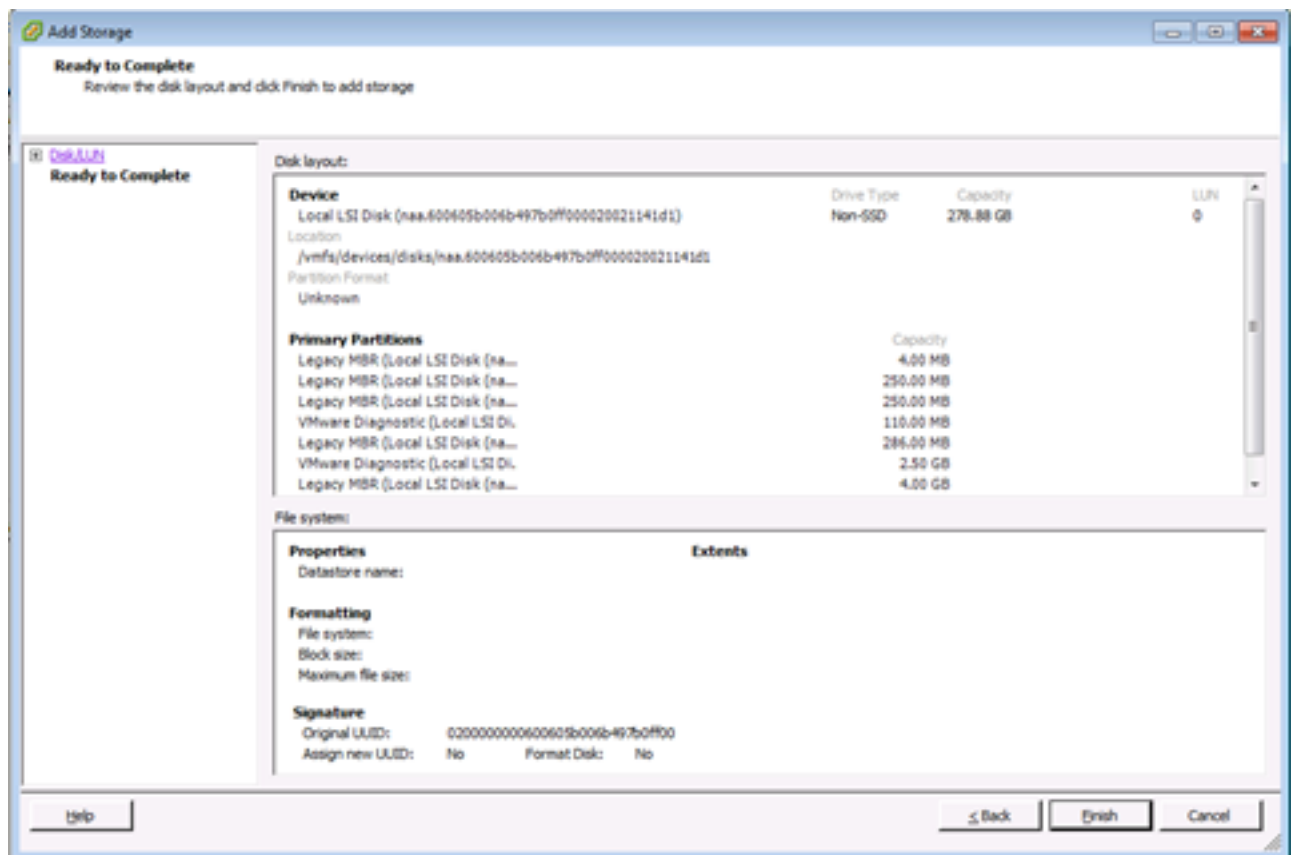 Add Storage
Ready to Complete
Review the disk layout and click Finish to add storage
Disk/LUN
Ready to Complete
Disk layout:
Device Drive Type Capacity LUN
Local LSI Disk (naa.600605b006b497b0ff000020021141d1) Non-SSD 278.88 GB 0
Location
/vmfs/devices/disks/naa.600605b006b497b0ff000020021141d1
Partition Format
Unknown
Primary Partitions Capacity
Legacy MBR (Local LSI Disk (na... 4.00 MB
Legacy MBR (Local LSI Disk (na... 250.00 MB
Legacy MBR (Local LSI Disk (na... 250.00 MB
VMware Diagnostic (Local LSI Di. 110.00 MB
Legacy MBR (Local LSI Disk (na... 286.00 MB
VMware Diagnostic (Local LSI Di. 2.50 GB
Legacy MBR (Local LSI Disk (na... 4.00 GB
File system:
Properties Extents
Datastore name:
Formatting
File system:
Block size:
Maximum file size:
Signature
Original UUID: 0200000000600605b006b497b0ff00
Assign new UUID: No Format Disk: No
Help ≤ Back Finish Cancel